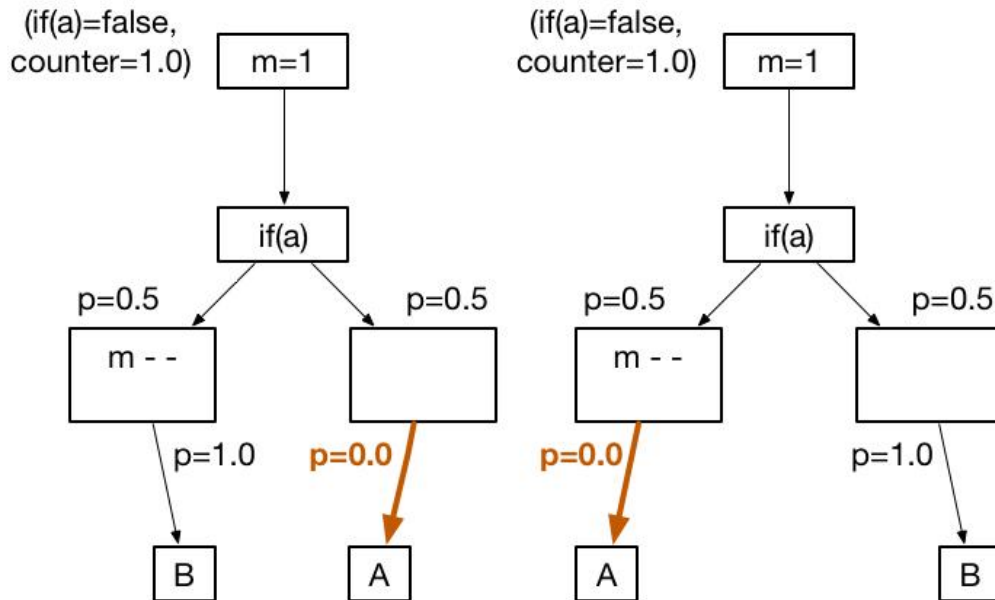 (if(a)=false,
counter=1.0)
m=1
if(a)
p=0.5
p=0.5
m - -
p=1.0
p=0.0
B
A
(if(a)=false,
counter=1.0)
m=1
if(a)
p=0.5
p=0.5
m - -
p=0.0
p=1.0
A
B